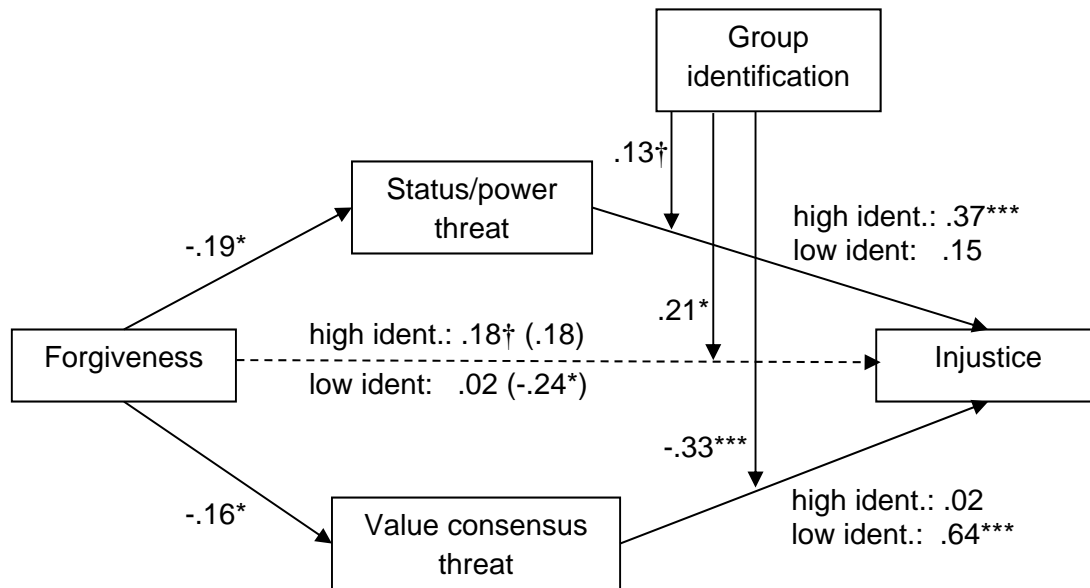 Group
identification
.13†
Status/power
threat
high ident.: .37***
low ident: .15
-.19*
.21*
high ident.: .18† (.18)
Forgiveness
Injustice
low ident: .02 (-.24*)
-.33***
-.16*
high ident.: .02
low ident.: .64***
Value consensus
threat